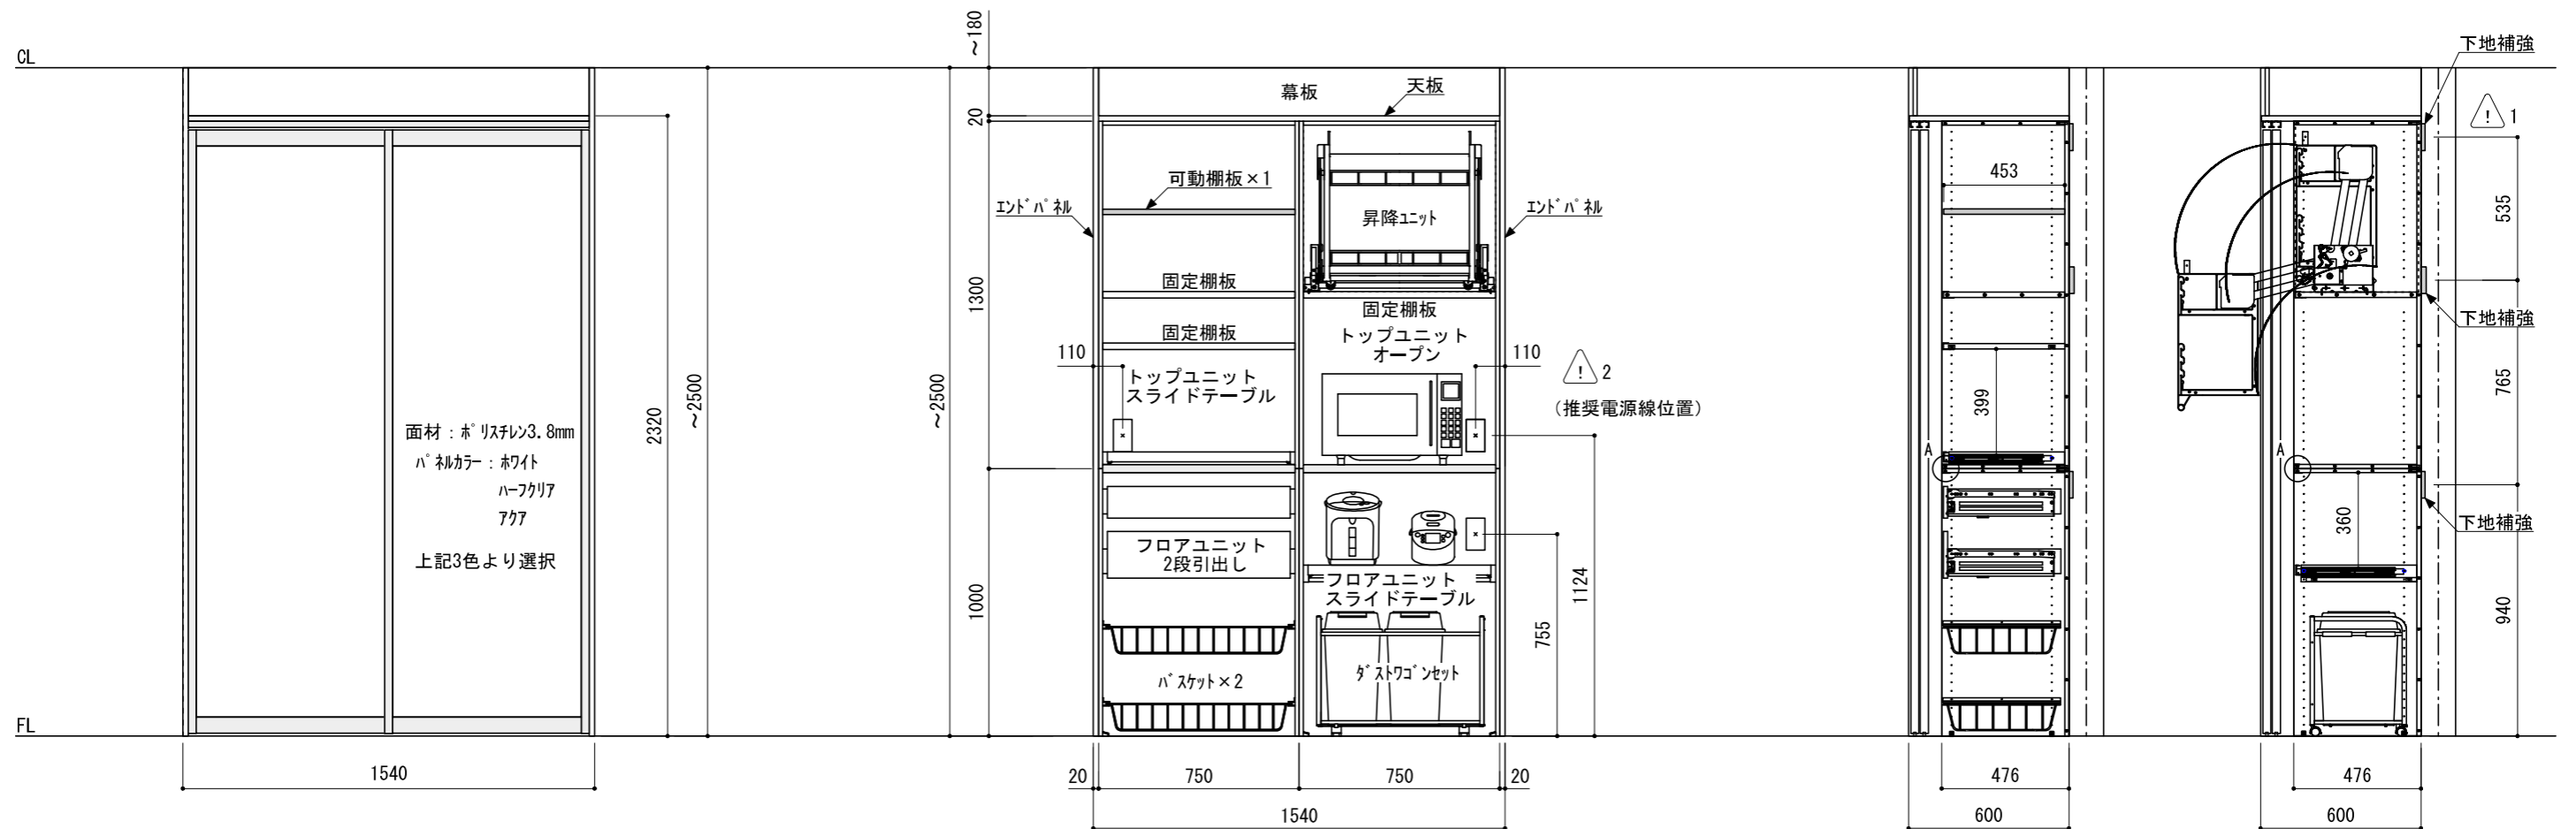 CL
FL
1540
2320
～2500
面材：ﾎﾟﾘｽﾁﾚﾝ3.8mm
ﾊﾟﾈﾙｶﾗｰ：ﾎﾜｲﾄ
ﾊｰﾌｸﾘｱ
ｱｸｱ
上記3色より選択
～2500
～180
20
1300
1000
幕板
天板
可動棚板×1
ｴﾝﾄﾞﾊﾟﾈﾙ
昇降ﾕﾆｯﾄ
ｴﾝﾄﾞﾊﾟﾈﾙ
固定棚板
固定棚板
固定棚板
トップユニット
オープン
110
トップユニット
スライドテーブル
110
! 2
（推奨電源線位置）
フロアユニット
2段引出し
フロアユニット
スライドテーブル
ﾊﾞｽｹｯﾄ×2
ﾀﾞｽﾄﾜｺﾞﾝｾｯﾄ
755
1124
20
750
750
20
1540
453
399
A
476
600
下地補強
! 1
535
下地補強
765
A
360
下地補強
940
476
600